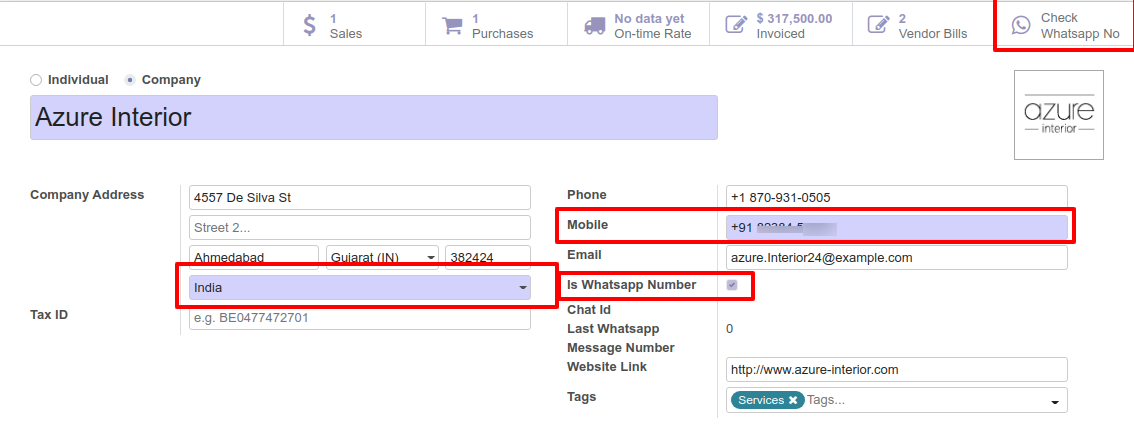 1
Sales
1
Purchases
No data yet
On-time Rate
$ 317,500.00
Invoiced
2
Vendor Bills
Check
Whatsapp No
Individual Company
Azure Interior
azure
interior
Company Address
4557 De Silva St
Street 2...
Ahmedabad Gujarat (IN) 382424
India
Tax ID e.g. BE0477472701
Phone +1 870-931-0505
Mobile +91
Email azure.Interior24@example.com
Is Whatsapp Number
Chat Id
Last Whatsapp 0
Message Number
Website Link http://www.azure-interior.com
Tags Services Tags...